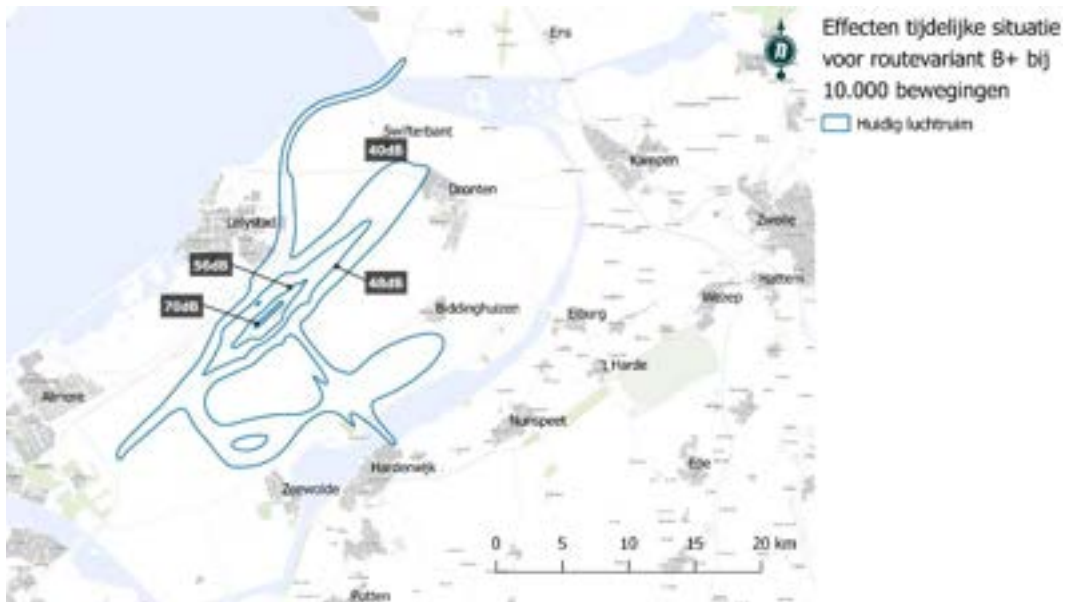 Effecten tijdelijke situatie
voor routevariant B+ bij
10.000 bewegingen
Huidig luchtruim
Ens
Swifterbant
40dB
Kampen
Dronten
Lelystad
Zwolle
56dB
48dB
Hattem
70dB
Wezep
Biddinghuizen
Elburg
't Harde
Almere
Nunspeet
Harderwijk
Epe
Zeewolde
0 5 10 15 20 km
Putten